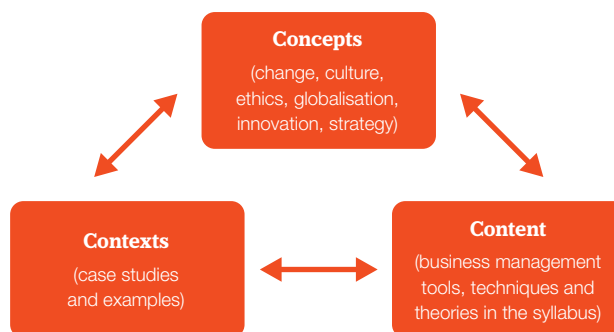 Concepts
(change, culture,
ethics, globalisation,
innovation, strategy)
Contexts
(case studies
and examples)
Content
(business management
tools, techniques and
theories in the syllabus)